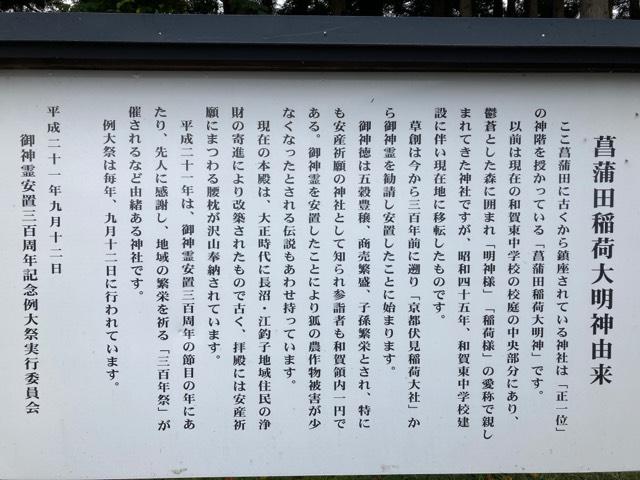 菖蒲田稲荷大明神由来
ここ菖蒲田に古くから鎮座されている神社は「正一位」
の神階を授かっている「菖蒲田稲荷大明神」です。
以前は現在の和賀東中学校の校庭の中央部分にあり、
鬱蒼とした森に囲まれ「明神様」「稲荷様」の愛称で親し
まれてきた神社ですが、昭和四十五年、和賀東中学校建
設に伴い現在地に移転したものです。
草創は今から三百年前に遡り「京都伏見稲荷大社」か
ら御神霊を勧請し安置したことに始まります。
御神徳は五穀豊穣、商売繁盛、子孫繁栄とされ、特に
も安産祈願の神社として知られ参詣者も和賀領内一円で
ある。御神霊を安置したことにより狐の農作物被害が少
なくなったとされる伝説もあわせ持っています。
現在の本殿は、大正時代に長沼・江釣子地域住民の浄
財の寄進により改築されたもので古く、拝殿には安産祈
願にまつわる腰枕が沢山奉納されています。
平成二十一年は、御神霊安置三百周年の節目の年にあ
たり、先人に感謝し、地域の繁栄を祈る「三百年祭」が
催されるなど由緒ある神社です。
例大祭は毎年、九月十二日に行われています。
平成二十一年九月十二日
御神霊安置三百周年記念例大祭実行委員会